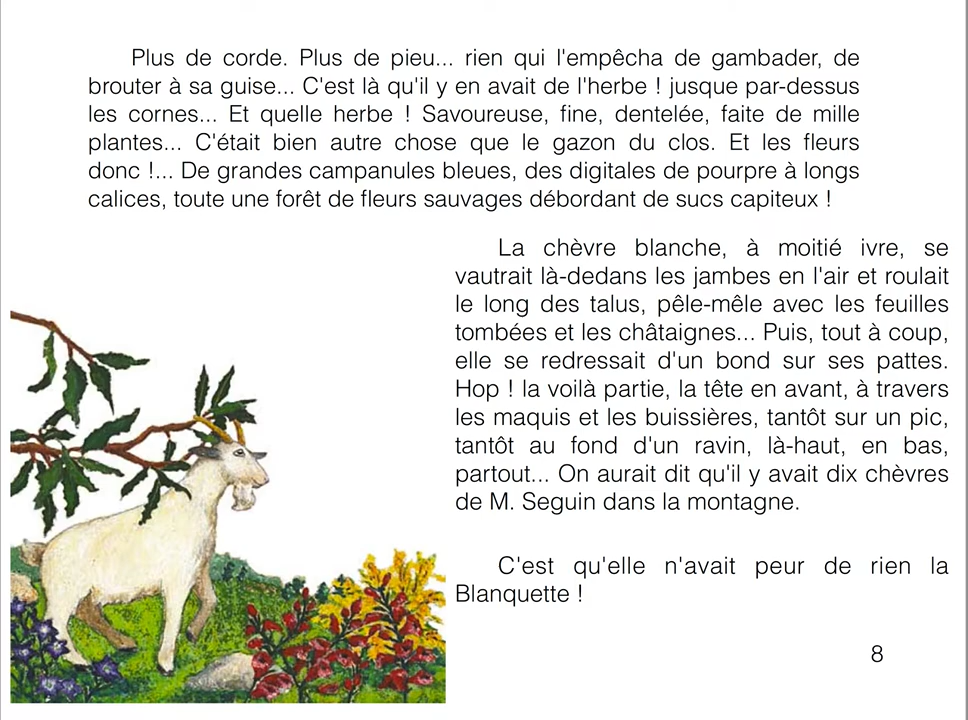 Plus de corde. Plus de pieu... rien qui l'empêcha de gambader, de
brouter à sa guise... C'est là qu'il y en avait de l'herbe ! jusque par-dessus
les cornes... Et quelle herbe ! Savoureuse, fine, dentelée, faite de mille
plantes... C'était bien autre chose que le gazon du clos. Et les fleurs
donc !... De grandes campanules bleues, des digitales de pourpre à longs
calices, toute une forêt de fleurs sauvages débordant de sucs capiteux !
La chèvre blanche, à moitié ivre, se
vautrait là-dedans les jambes en l'air et roulait
le long des talus, pêle-mêle avec les feuilles
tombées et les châtaignes... Puis, tout à coup,
elle se redressait d'un bond sur ses pattes.
Hop ! la voilà partie, la tête en avant, à travers
les maquis et les buissières, tantôt sur un pic,
tantôt au fond d'un ravin, là-haut, en bas,
partout... On aurait dit qu'il y avait dix chèvres
de M. Seguin dans la montagne.
C'est qu'elle n'avait peur de rien la
Blanquette !
8